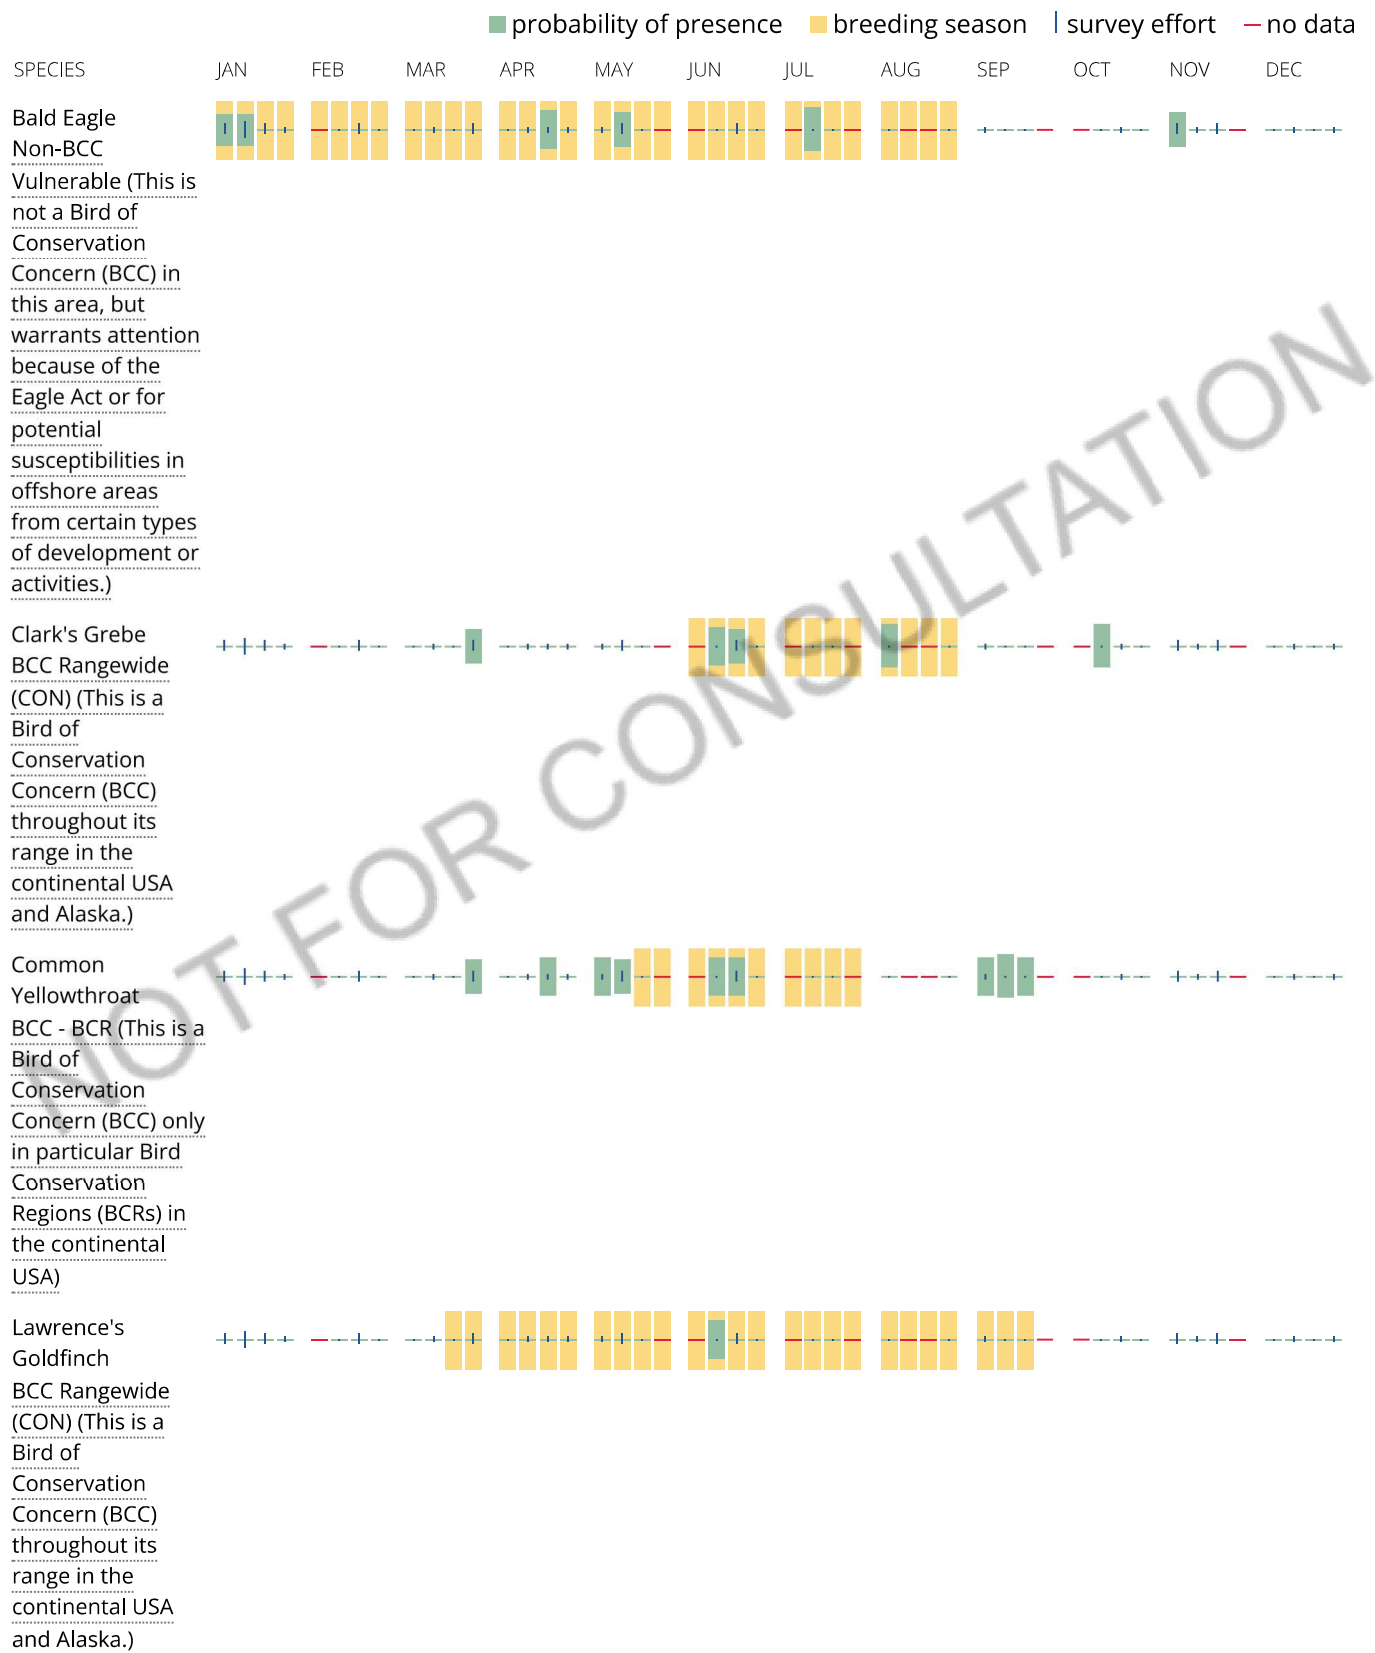 probability of presence breeding season survey effort no data
SPECIES JAN FEB MAR APR MAY JUN JUL AUG SEP OCT NOV DEC
Bald Eagle
Non-BCC
Vulnerable (This is
not a Bird of
Conservation
Concern (BCC) in
this area, but
warrants attention
because of the
Eagle Act or for
potential
susceptibilities in
offshore areas
from certain types
of development or
activities.)
Clark's Grebe
BCC Rangewide
(CON) (This is a
Bird of
Conservation
Concern (BCC)
throughout its
range in the
continental USA
and Alaska.)
Common
Yellowthroat
BCC - BCR (This is a
Bird of
Conservation
Concern (BCC) only
in particular Bird
Conservation
Regions (BCRs) in
the continental
USA)
Lawrence's
Goldfinch
BCC Rangewide
(CON) (This is a
Bird of
Conservation
Concern (BCC)
throughout its
range in the
continental USA
and Alaska.)
NOT FOR CONSULTATION